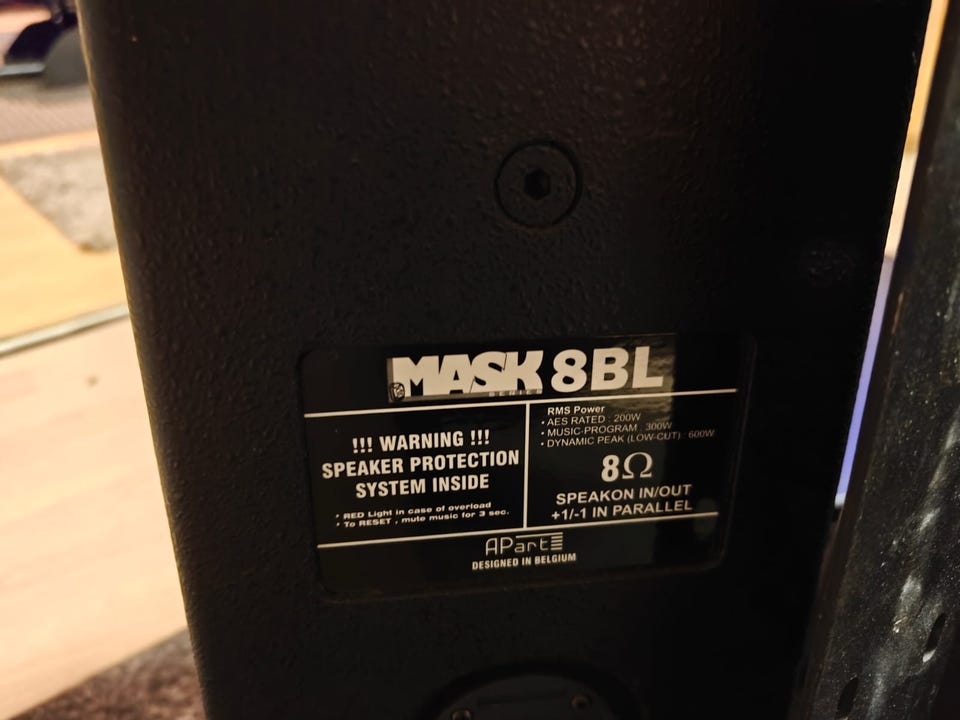 MASK 8BL
SERIES
!!! WARNING !!!
SPEAKER PROTECTION
SYSTEM INSIDE
* RED Light in case of overload
* To RESET , mute music for 3 sec.
RMS Power
• AES RATED : 200W
• MUSIC-PROGRAM : 300W
• DYNAMIC PEAK (LOW-CUT) : 600W
8Ω
SPEAKON IN/OUT
+1/-1 IN PARALLEL
APart
DESIGNED IN BELGIUM